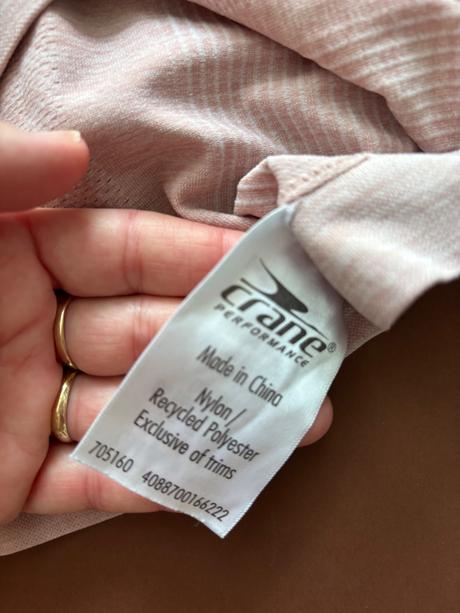 crane®
PERFORMANCE
Made in China
Nylon/
Recycled Polyester
Exclusive of trims
705160 4088700166222